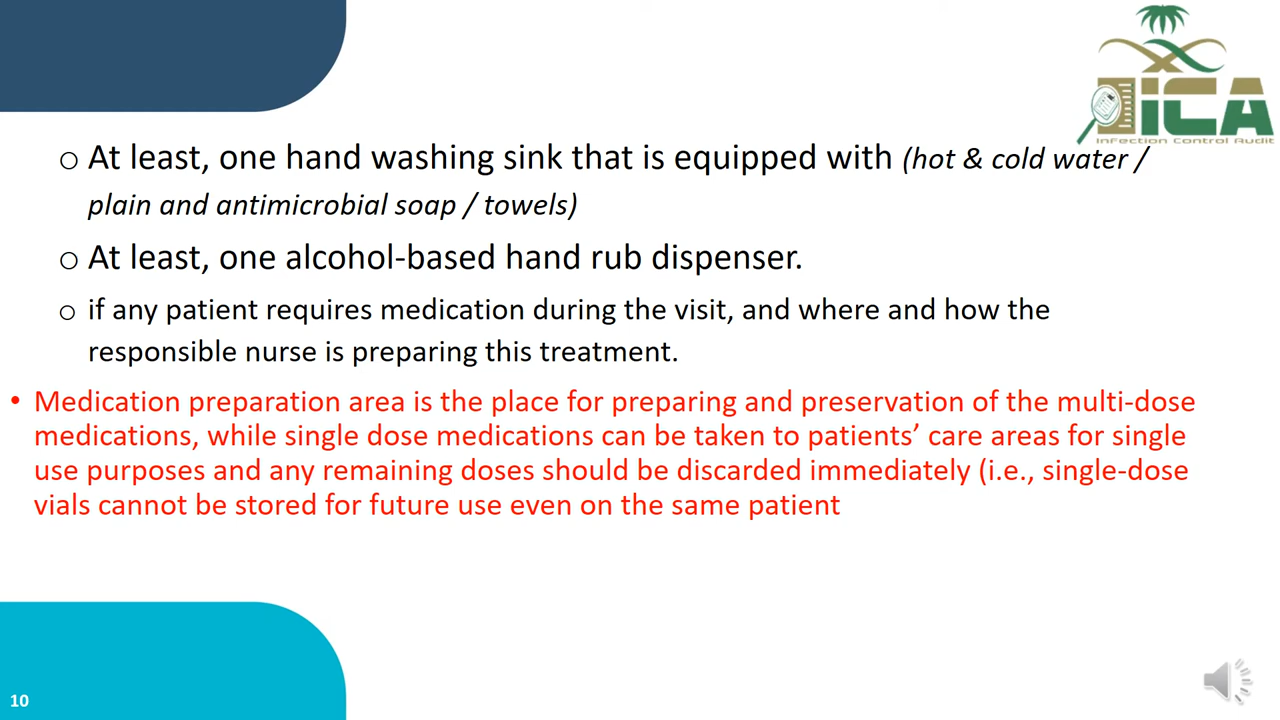 iCA
Infection Control Audit
o At least, one hand washing sink that is equipped with (hot & cold water /
plain and antimicrobial soap / towels)
o At least, one alcohol-based hand rub dispenser.
o if any patient requires medication during the visit, and where and how the
responsible nurse is preparing this treatment.
• Medication preparation area is the place for preparing and preservation of the multi-dose
medications, while single dose medications can be taken to patients’ care areas for single
use purposes and any remaining doses should be discarded immediately (i.e., single-dose
vials cannot be stored for future use even on the same patient
10